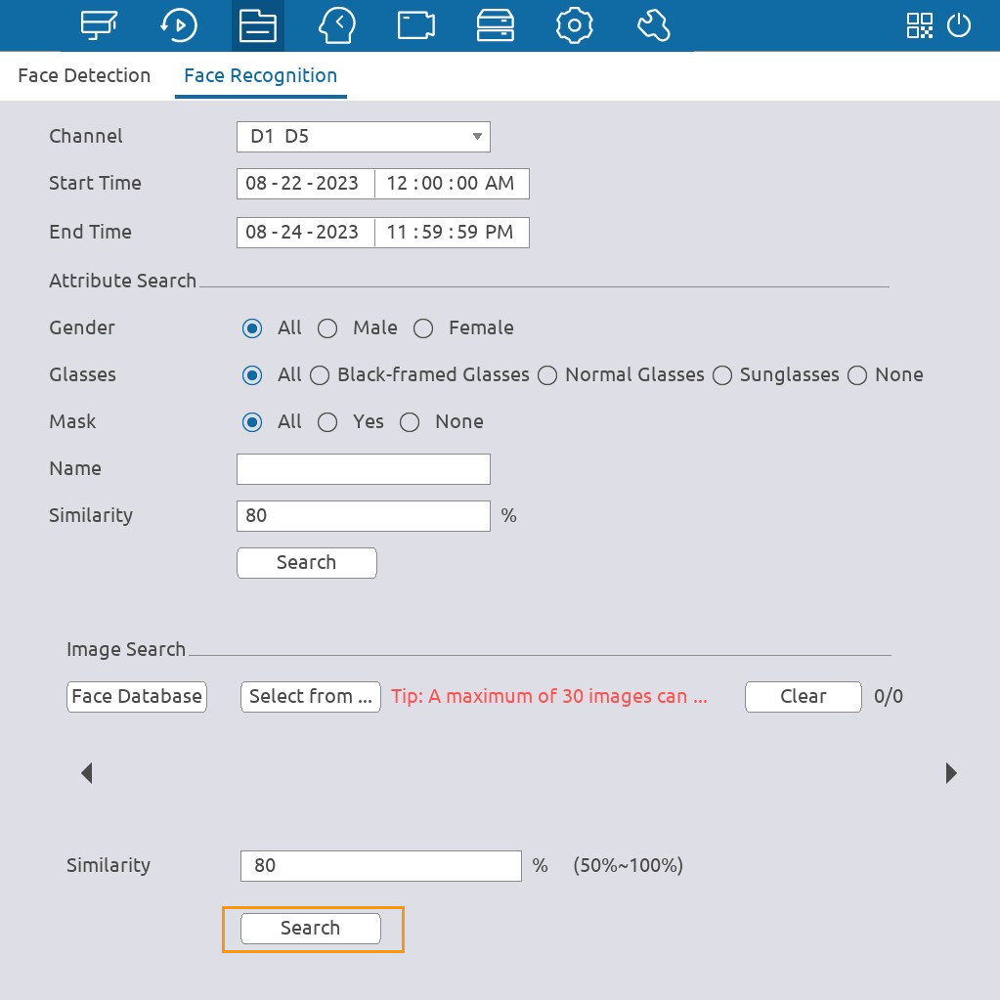 Face Detection Face Recognition
Channel D1 D5
Start Time 08-22-2023 12:00:00 AM
End Time 08-24-2023 11:59:59 PM
Attribute Search
Gender All Male Female
Glasses All Black-framed Glasses Normal Glasses Sunglasses None
Mask All Yes None
Name
Similarity 80 %
Search
Image Search
Face Database Select from ... Tip: A maximum of 30 images can ... Clear 0/0
Similarity 80 % (50%~100%)
Search